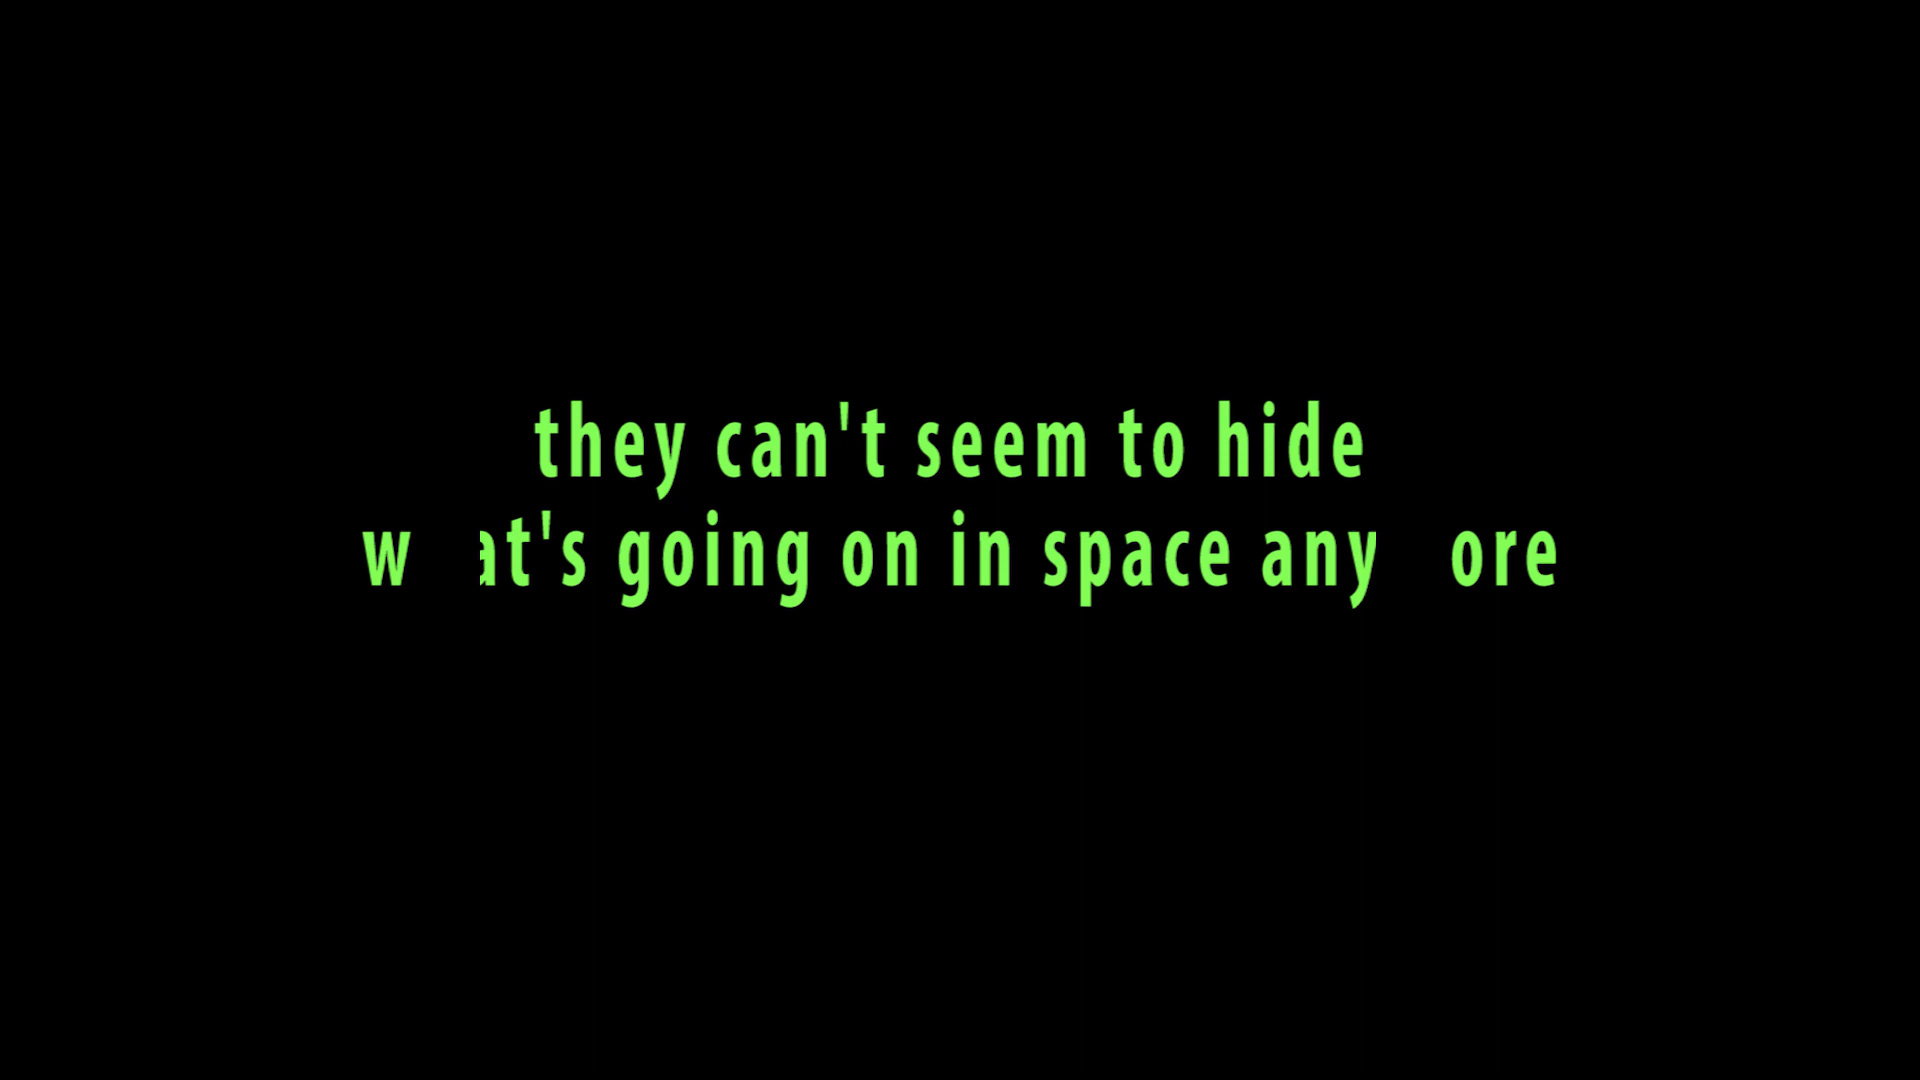 they can't seem to hide
w at's going on in space any ore